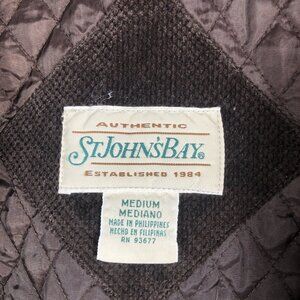 AUTHENTIC
ST. JOHN'S BAY®
ESTABLISHED 1984
MEDIUM
MEDIANO
MADE IN PHILIPPINES
HECHO EN FILIPINAS
RN 93677